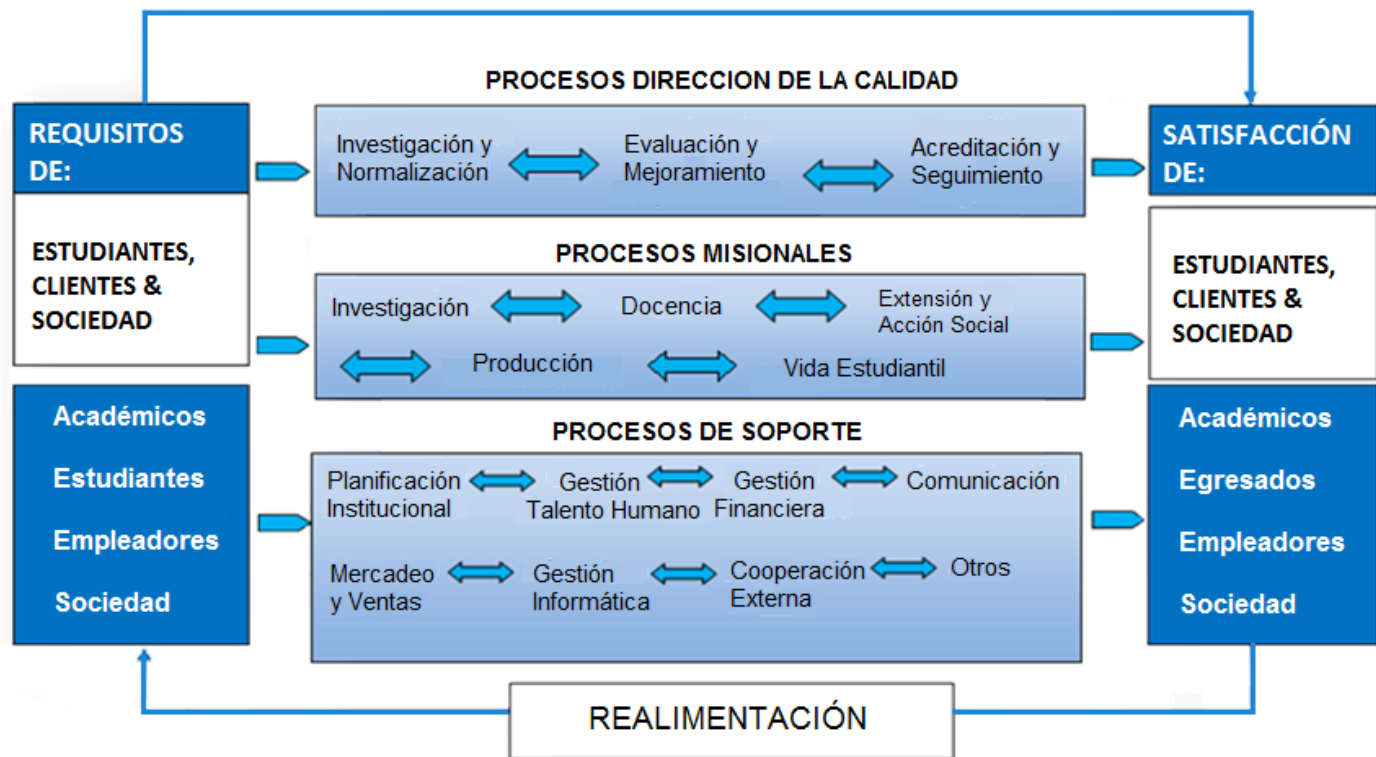 REQUISITOS
DE:
ESTUDIANTES,
CLIENTES &
SOCIEDAD
Académicos
Estudiantes
Empleadores
Sociedad
PROCESOS DIRECCION DE LA CALIDAD
Investigación y
Normalización
Evaluación y
Mejoramiento
Acreditación y
Seguimiento
PROCESOS MISIONALES
Investigación
Docencia
Extensión y
Acción Social
Producción
Vida Estudiantil
PROCESOS DE SOPORTE
Planificación
Institucional
Gestión
Talento Humano
Gestión
Financiera
Comunicación
Mercadeo
y Ventas
Gestión
Informática
Cooperación
Externa
Otros
SATISFACCIÓN
DE:
ESTUDIANTES,
CLIENTES &
SOCIEDAD
Académicos
Egresados
Empleadores
Sociedad
REALIMENTACIÓN